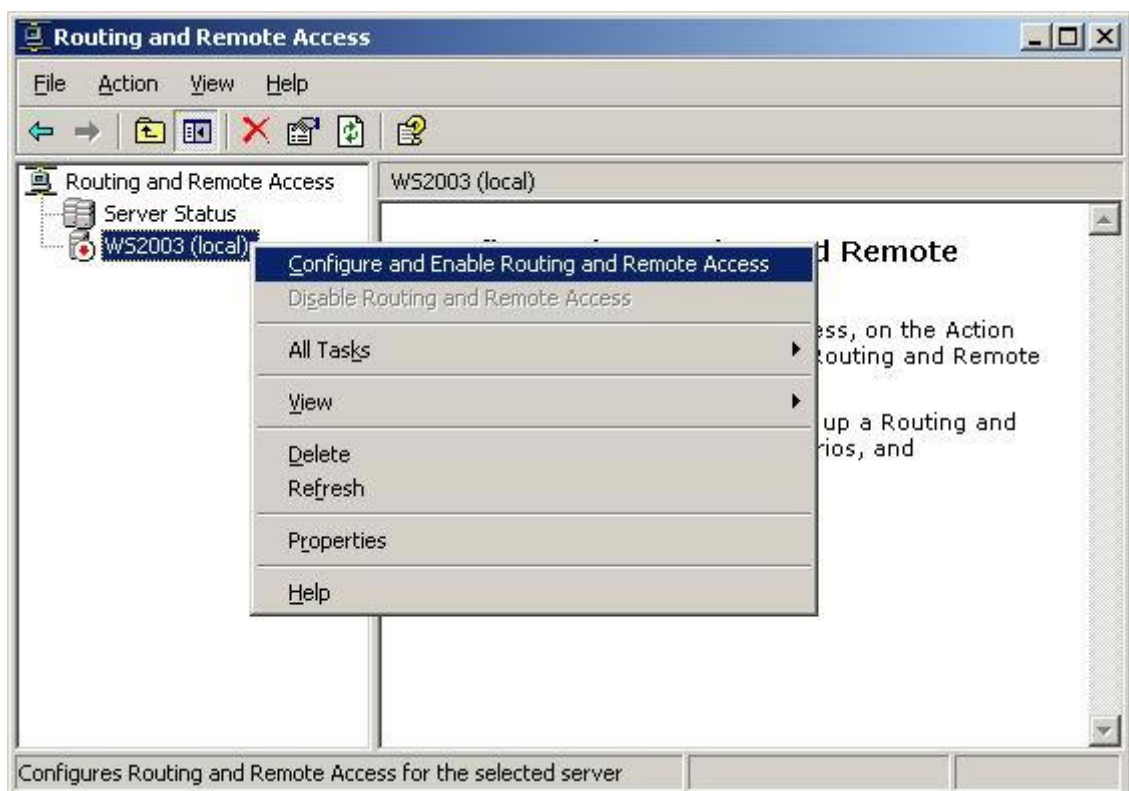 Routing and Remote Access
File Action View Help
Routing and Remote Access
Server Status
WS2003 (local)
WS2003 (local)
d Remote
ess, on the Action
Routing and Remote
up a Routing and
rios, and
Configure and Enable Routing and Remote Access
Disable Routing and Remote Access
All Tasks
View
Delete
Refresh
Properties
Help
Configures Routing and Remote Access for the selected server